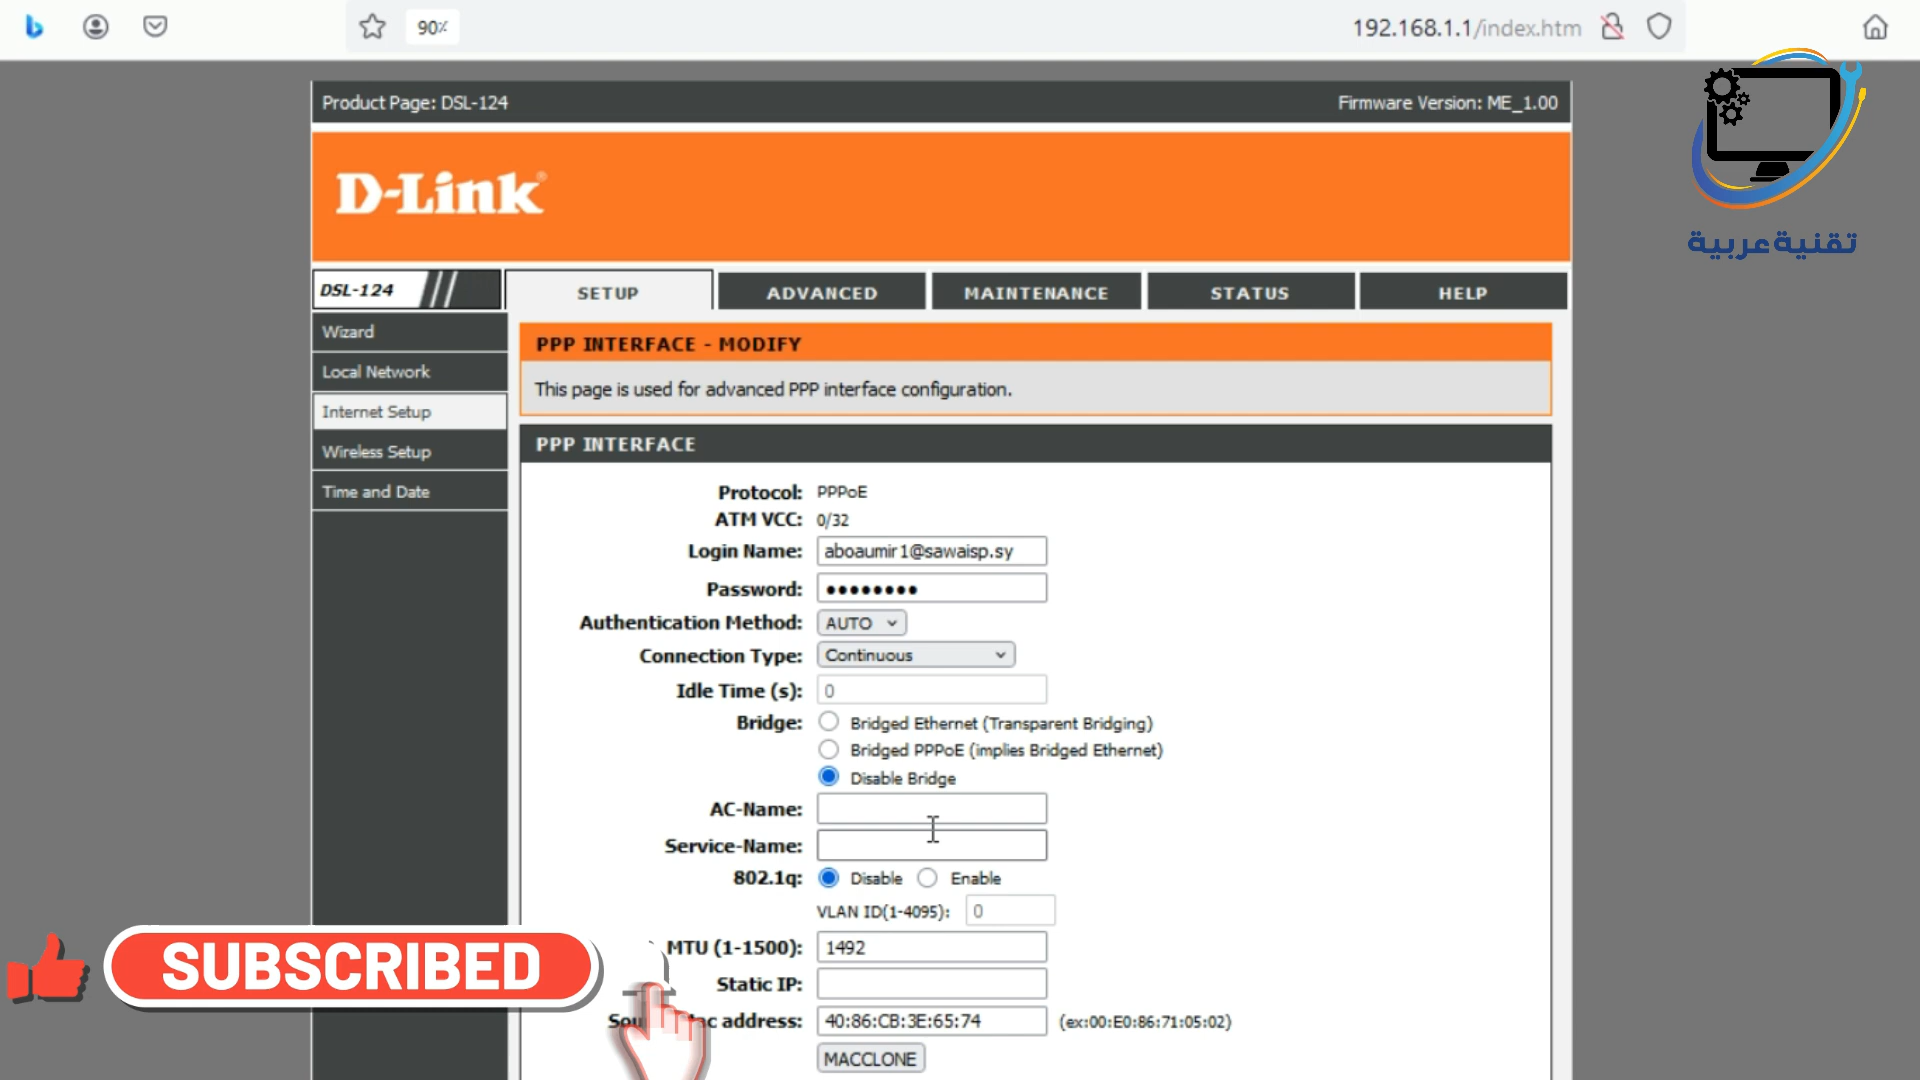 90%
192.168.1.1/index.htm
Product Page: DSL-124
Firmware Version: ME_1.00
D-Link
تقنية عربية
DSL-124
SETUP
ADVANCED
MAINTENANCE
STATUS
HELP
Wizard
Local Network
Internet Setup
Wireless Setup
Time and Date
PPP INTERFACE - MODIFY
This page is used for advanced PPP interface configuration.
PPP INTERFACE
Protocol: PPPoE
ATM VCC: 0/32
Login Name: aboaumir1@sawaisp.sy
Password: ••••••••
Authentication Method: AUTO
Connection Type: Continuous
Idle Time (s): 0
Bridge: Bridged Ethernet (Transparent Bridging)
Bridged PPPoE (implies Bridged Ethernet)
Disable Bridge
AC-Name:
Service-Name:
802.1q: Disable Enable
VLAN ID(1-4095): 0
MTU (1-1500): 1492
Static IP:
address: 40:86:CB:3E:65:74 (ex:00:E0:86:71:05:02)
MACCLONE
SUBSCRIBED